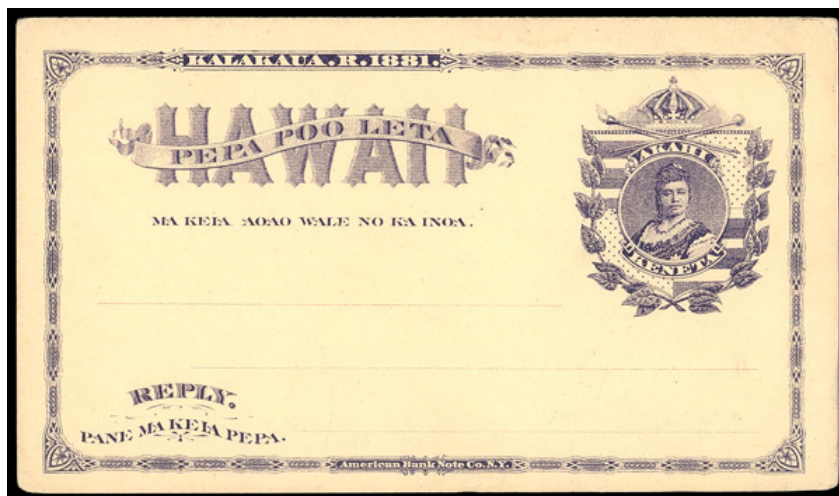 KALAKAUA.R.1881.
HAWAII
PEPA POO LETA
MA KEIA AOAO WALE NO KA INOA.
AKAHI
KENETA
REPLY.
PANE MA KEIA PEPA.
American Bank Note Co. N.Y.